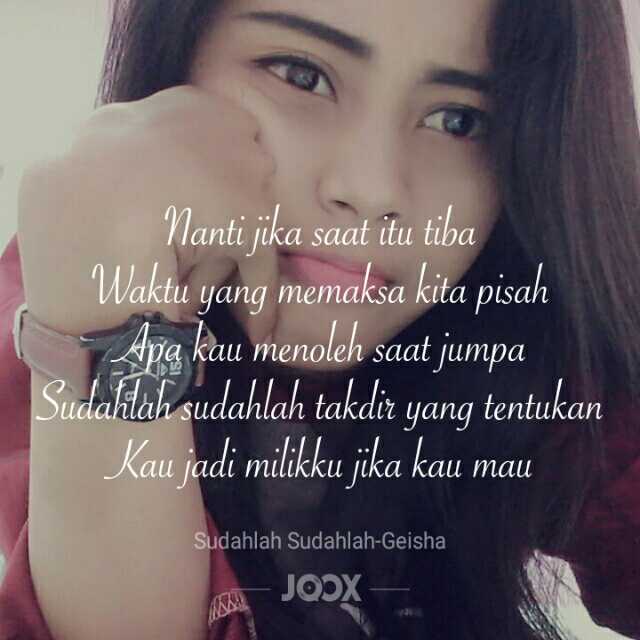 Nanti jika saat itu tiba
Waktu yang memaksa kita pisah
Apa kau menoleh saat jumpa
Sudahlah sudahlah takdir yang tentukan
Kau jadi milikku jika kau mau
Sudahlah Sudahlah-Geisha
JOOX